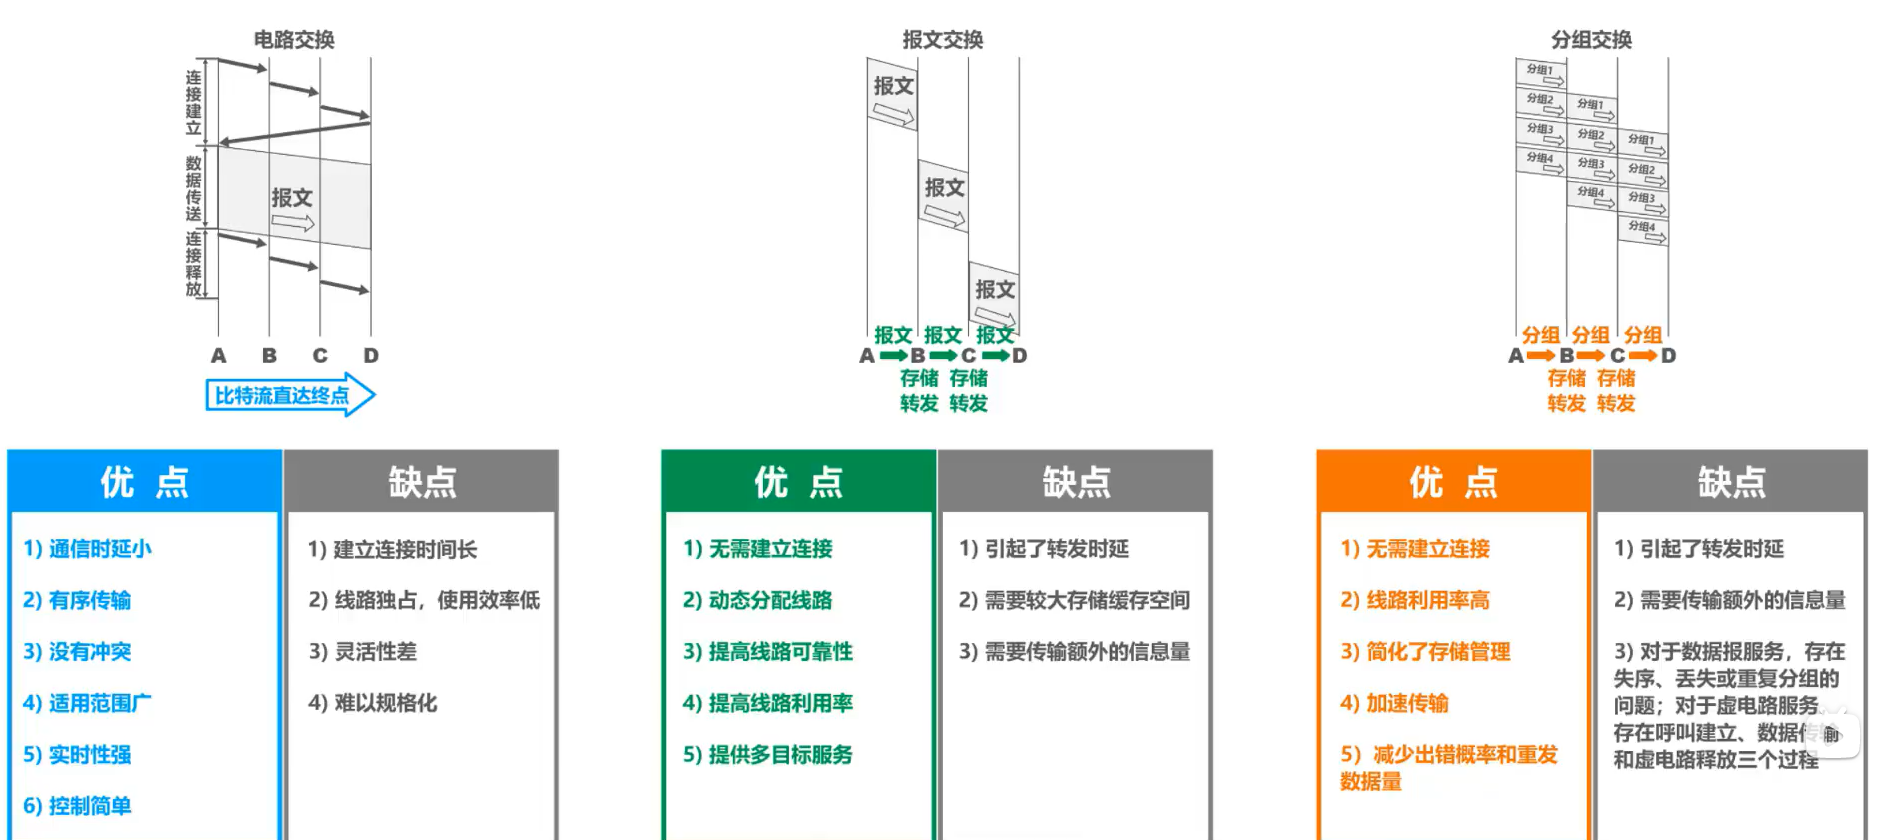 电路交换
连接建立
数据传送
连接释放
报文
A B C D
比特流直达终点
优 点
缺点
1) 通信时延小
2) 有序传输
3) 没有冲突
4) 适用范围广
5) 实时性强
6) 控制简单
1) 建立连接时间长
2) 线路独占，使用效率低
3) 灵活性差
4) 难以规格化
报文交换
报文
报文
报文
报文 报文 报文
A B C D
存储 存储
转发 转发
优 点
缺点
1) 无需建立连接
2) 动态分配线路
3) 提高线路可靠性
4) 提高线路利用率
5) 提供多目标服务
1) 引起了转发时延
2) 需要较大存储缓存空间
3) 需要传输额外的信息量
分组交换
分组1
分组2 分组1
分组3 分组2 分组1
分组4 分组3 分组2
分组4 分组3
分组4
分组 分组 分组
A B C D
存储 存储
转发 转发
优 点
缺点
1) 无需建立连接
2) 线路利用率高
3) 简化了存储管理
4) 加速传输
5）减少出错概率和重发
数据量
1) 引起了转发时延
2) 需要传输额外的信息量
3) 对于数据报服务，存在
失序、丢失或重复分组的
问题；对于虚电路服务，
存在呼叫建立、数据传输
和虚电路释放三个过程